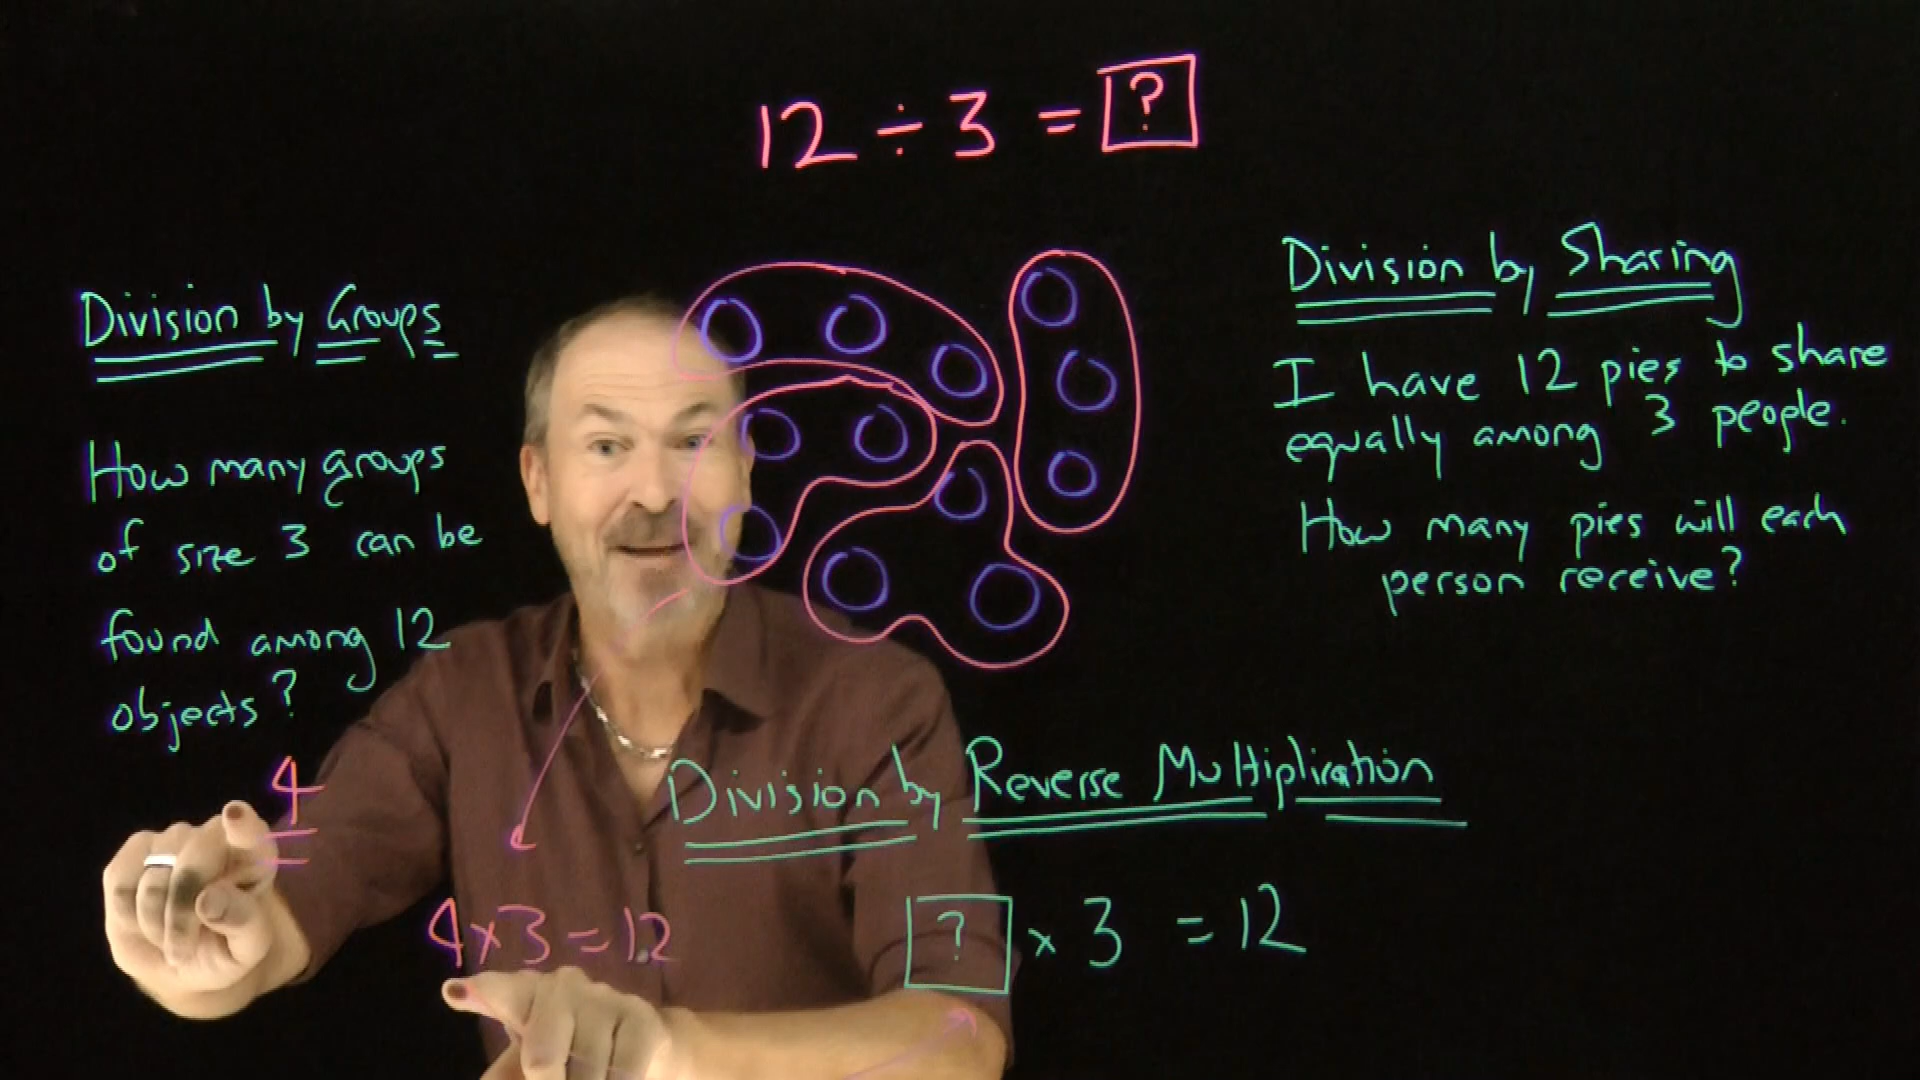 12 ÷ 3 = ?
Division by Groups
How many groups
of size 3 can be
found among 12
objects?
4
4 × 3 = 12
Division by Sharing
I have 12 pies to share
equally among 3 people.
How many pies will each
person receive?
Division by Reverse Multiplication
? × 3 = 12